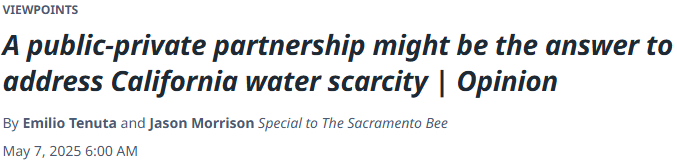 VIEWPOINTS
A public-private partnership might be the answer to
address California water scarcity | Opinion
By Emilio Tenuta and Jason Morrison Special to The Sacramento Bee
May 7, 2025 6:00 AM